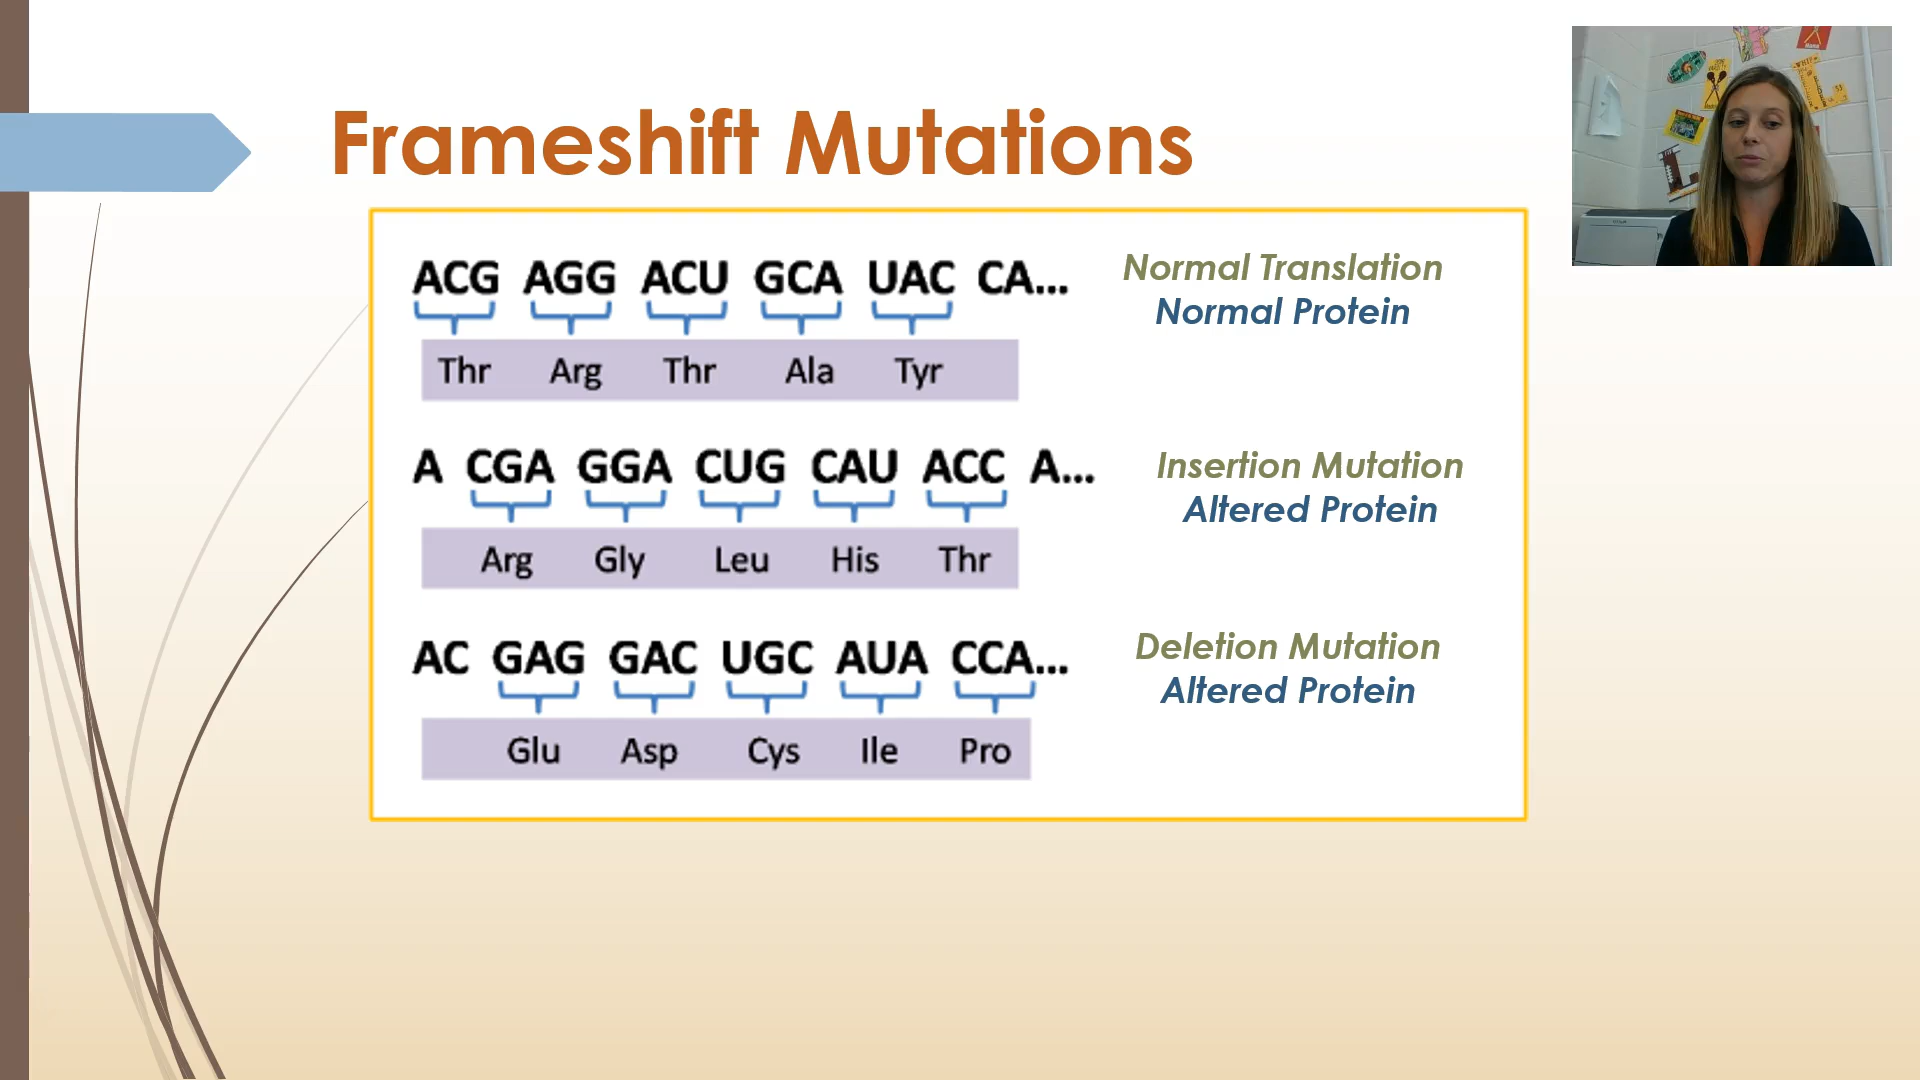 Frameshift Mutations
ACG AGG ACU GCA UAC CA...
Thr Arg Thr Ala Tyr
Normal Translation
Normal Protein
A CGA GGA CUG CAU ACC A...
Arg Gly Leu His Thr
Insertion Mutation
Altered Protein
AC GAG GAC UGC AUA CCA...
Glu Asp Cys Ile Pro
Deletion Mutation
Altered Protein